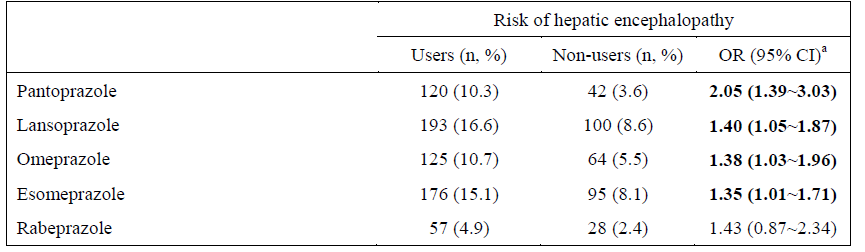 Risk of hepatic encephalopathy
Users (n, %) Non-users (n, %) OR (95% CI)a
Pantoprazole 120 (10.3) 42 (3.6) 2.05 (1.39~3.03)
Lansoprazole 193 (16.6) 100 (8.6) 1.40 (1.05~1.87)
Omeprazole 125 (10.7) 64 (5.5) 1.38 (1.03~1.96)
Esomeprazole 176 (15.1) 95 (8.1) 1.35 (1.01~1.71)
Rabeprazole 57 (4.9) 28 (2.4) 1.43 (0.87~2.34)